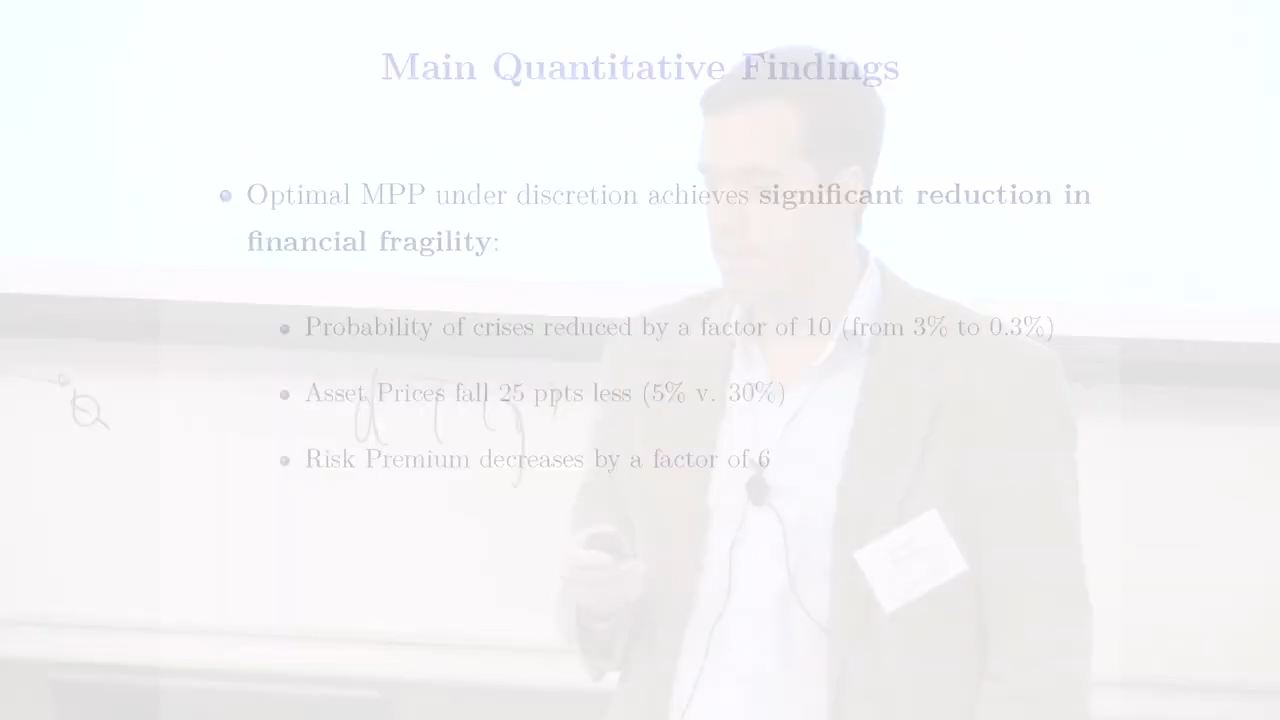 Main Quantitative Findings
Optimal MPP under discretion achieves significant reduction in
financial fragility:
Probability of crises reduced by a factor of 10 (from 3% to 0.3%)
Asset Prices fall 25 ppts less (5% v. 30%)
Risk Premium decreases by a factor of 6